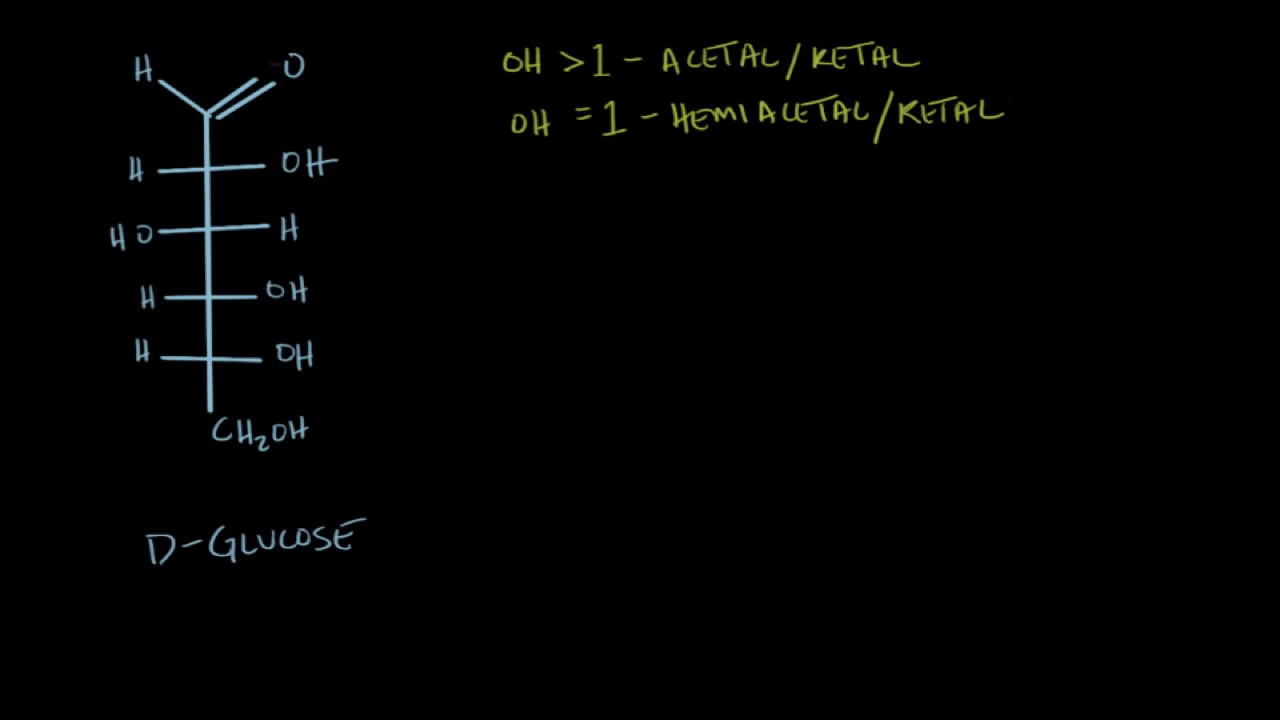 H O
H OH
HO H
H OH
H OH
CH₂OH
D-GLUCOSE
OH >1 - ACETAL/KETAL
OH =1 - HEMIACETAL/KETAL